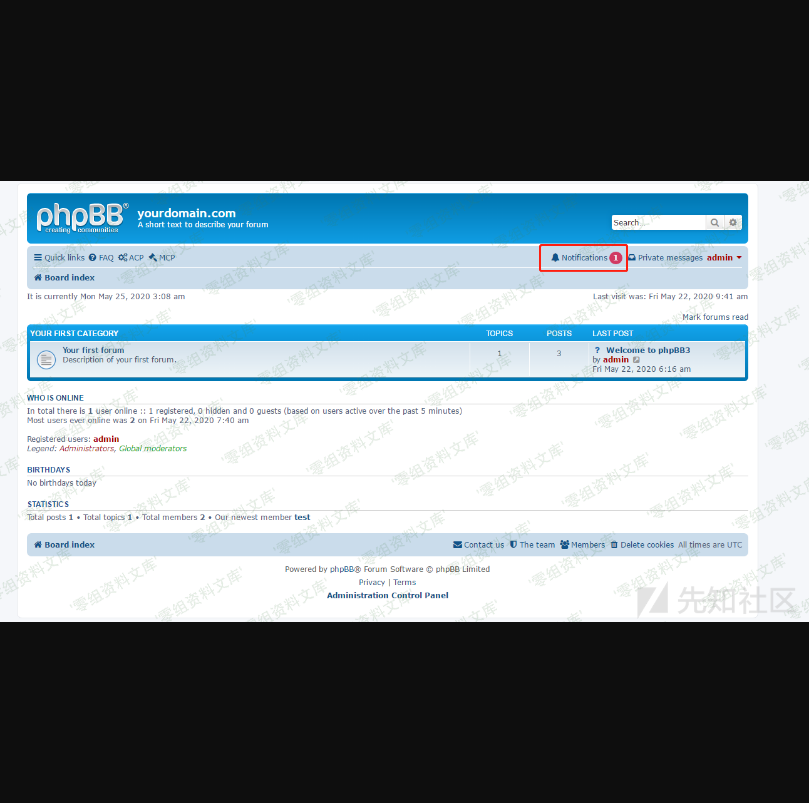 phpBB®
creating communities
yourdomain.com
A short text to describe your forum
Search…
Quick links FAQ ACP MCP Notifications 1 Private messages admin
Board index
It is currently Mon May 25, 2020 3:08 am Last visit was: Fri May 22, 2020 9:41 am
Mark forums read
YOUR FIRST CATEGORY TOPICS POSTS LAST POST
Your first forum 1 3 Welcome to phpBB3
Description of your first forum. by admin
Fri May 22, 2020 6:16 am
WHO IS ONLINE
In total there is 1 user online :: 1 registered, 0 hidden and 0 guests (based on users active over the past 5 minutes)
Most users ever online was 2 on Fri May 22, 2020 7:40 am
Registered users: admin
Legend: Administrators, Global moderators
BIRTHDAYS
No birthdays today
STATISTICS
Total posts 1 • Total topics 1 • Total members 2 • Our newest member test
Board index Contact us The team Members Delete cookies All times are UTC
Powered by phpBB® Forum Software © phpBB Limited
Privacy | Terms
Administration Control Panel
先知社区
'零组资料文库'